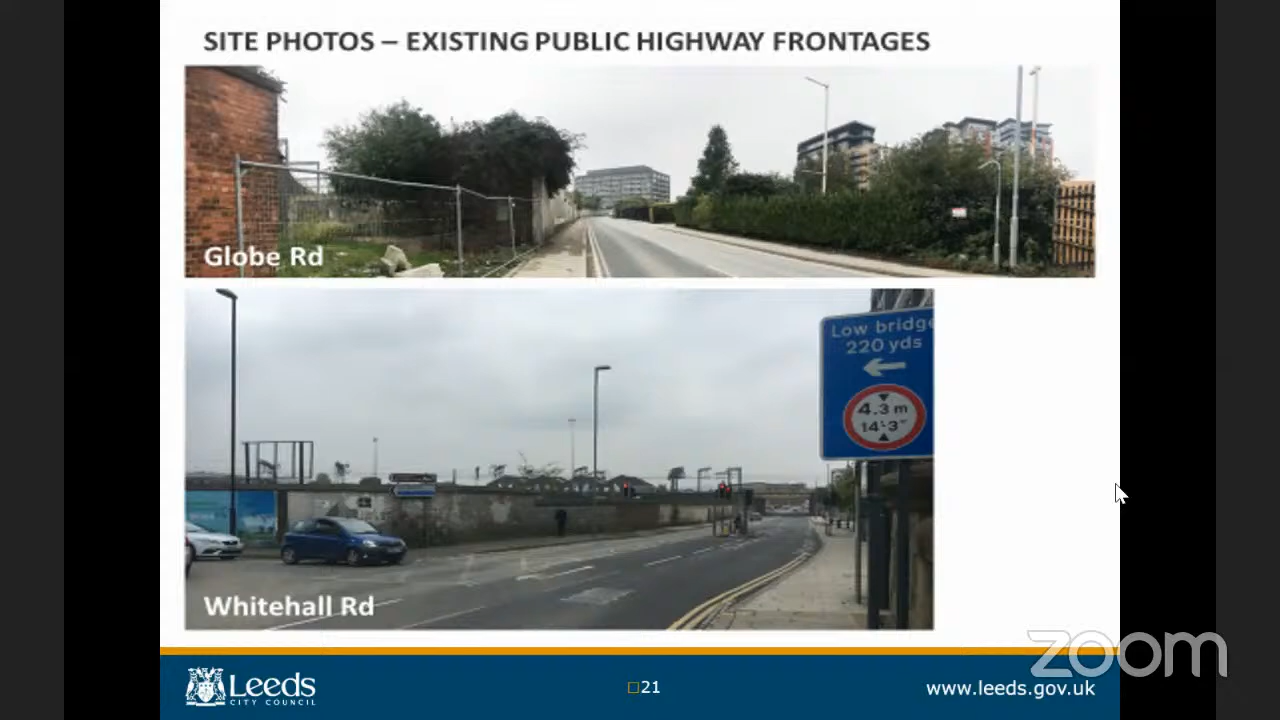 SITE PHOTOS – EXISTING PUBLIC HIGHWAY FRONTAGES
Globe Rd
Low bridge
220 yds
4.3 m
14'-3"
Whitehall Rd
Leeds
CITY COUNCIL
21
www.leeds.gov.uk
zoom